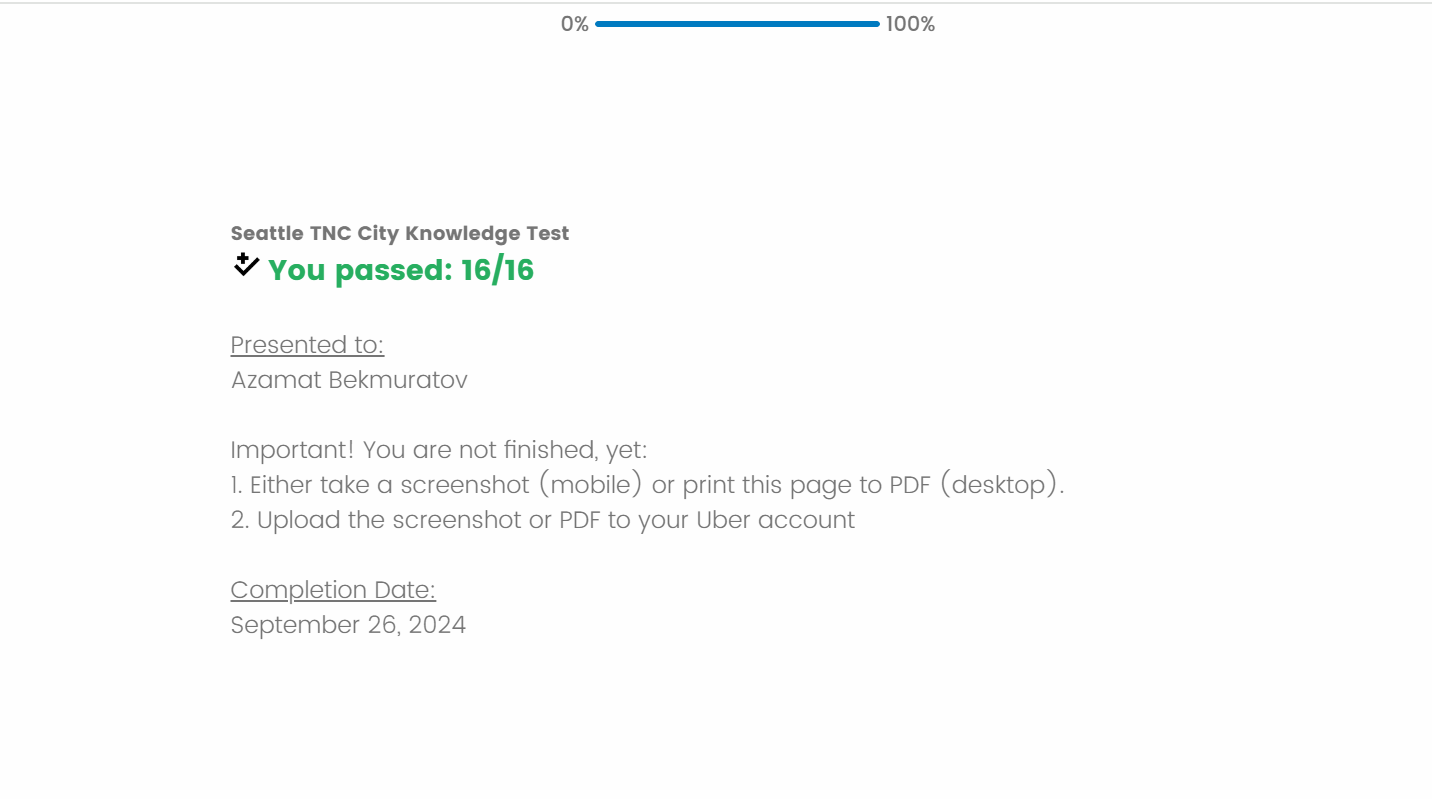 0% 100%
Seattle TNC City Knowledge Test
You passed: 16/16
Presented to:
Azamat Bekmuratov
Important! You are not finished, yet:
1. Either take a screenshot (mobile) or print this page to PDF (desktop).
2. Upload the screenshot or PDF to your Uber account
Completion Date:
September 26, 2024